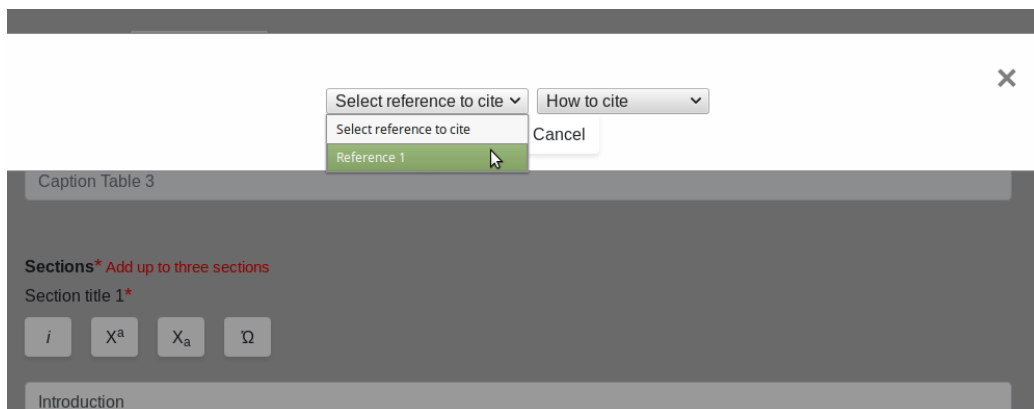 Select reference to cite How to cite
Select reference to cite Cancel
Reference 1
Caption Table 3
Sections* Add up to three sections
Section title 1*
i Xª Xₐ Ω
Introduction